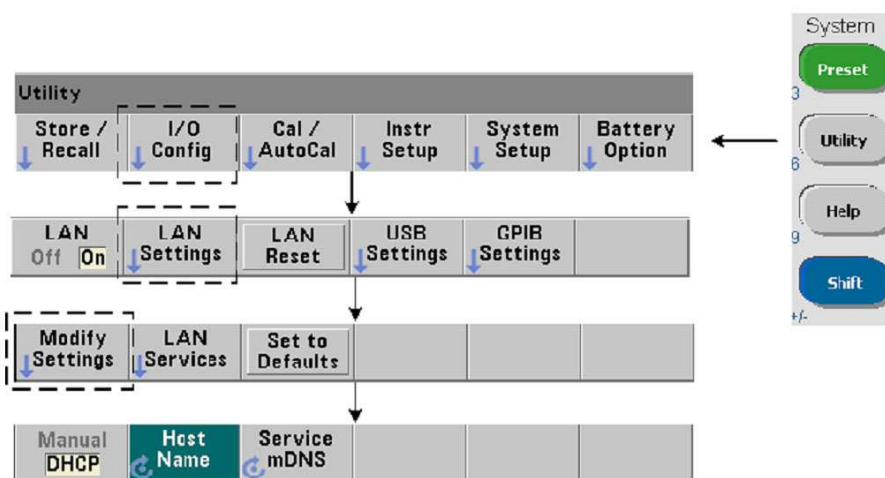 System
Preset
3
Utility
6
Help
9
Shift
+/-
Utility
Store / Recall
I/O Config
Cal / AutoCal
Instr Setup
System Setup
Battery Option
LAN
Off On
LAN Settings
LAN Reset
USB Settings
GPIB Settings
Modify Settings
LAN Services
Set to Defaults
Manual
DHCP
Host Name
Service mDNS